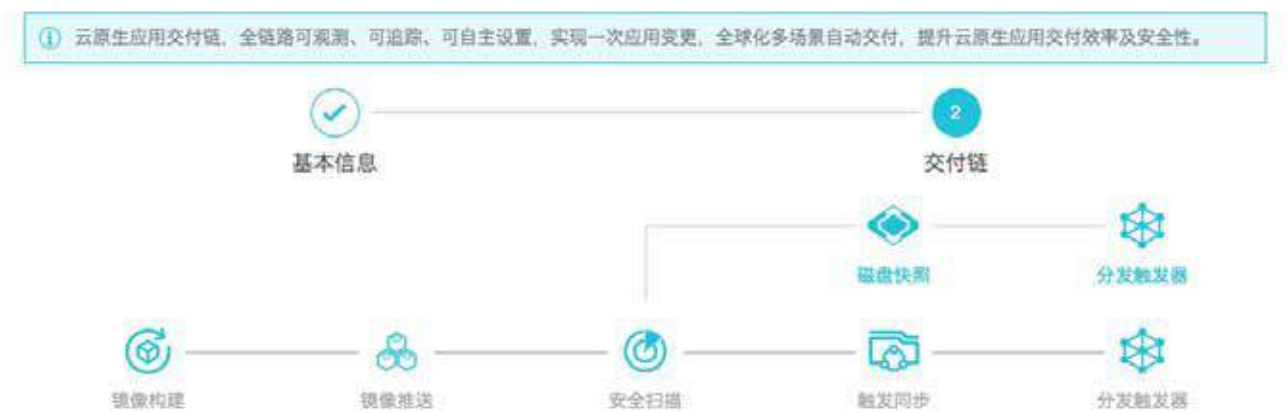 云原生应用交付链，全链路可观测、可追踪、可自主设置，实现一次应用变更，全球化多场景自动交付，提升云原生应用交付效率及安全性。
2
基本信息
交付链
磁盘快照
分发触发器
镜像构建
镜像推送
安全扫描
触发同步
分发触发器